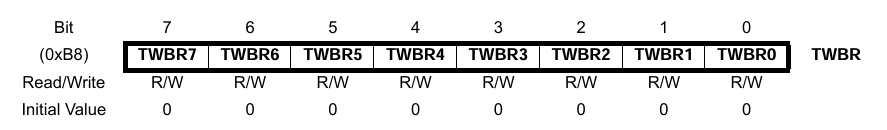 Bit 7 6 5 4 3 2 1 0
(0xB8) TWBR7 TWBR6 TWBR5 TWBR4 TWBR3 TWBR2 TWBR1 TWBR0 TWBR
Read/Write R/W R/W R/W R/W R/W R/W R/W R/W
Initial Value 0 0 0 0 0 0 0 0